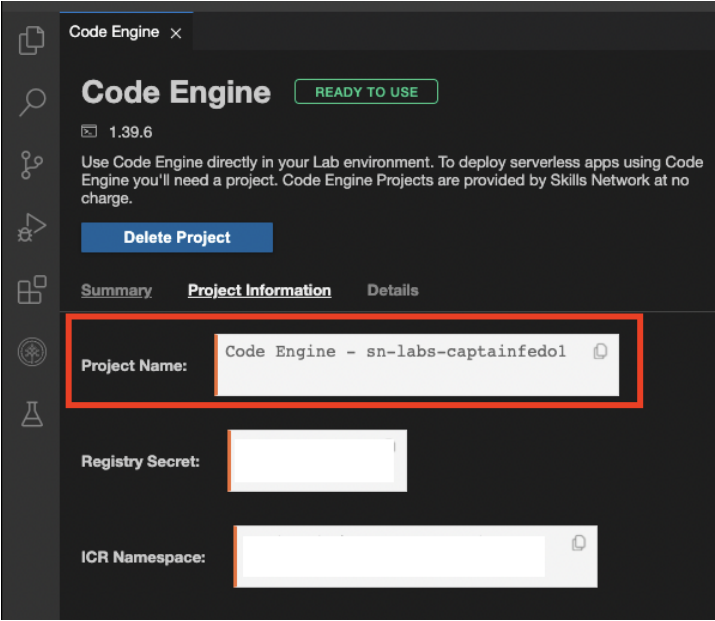 Code Engine ×
Code Engine READY TO USE
1.39.6
Use Code Engine directly in your Lab environment. To deploy serverless apps using Code
Engine you'll need a project. Code Engine Projects are provided by Skills Network at no
charge.
Delete Project
Summary Project Information Details
Project Name: Code Engine - sn-labs-captainfedo1
Registry Secret:
ICR Namespace: